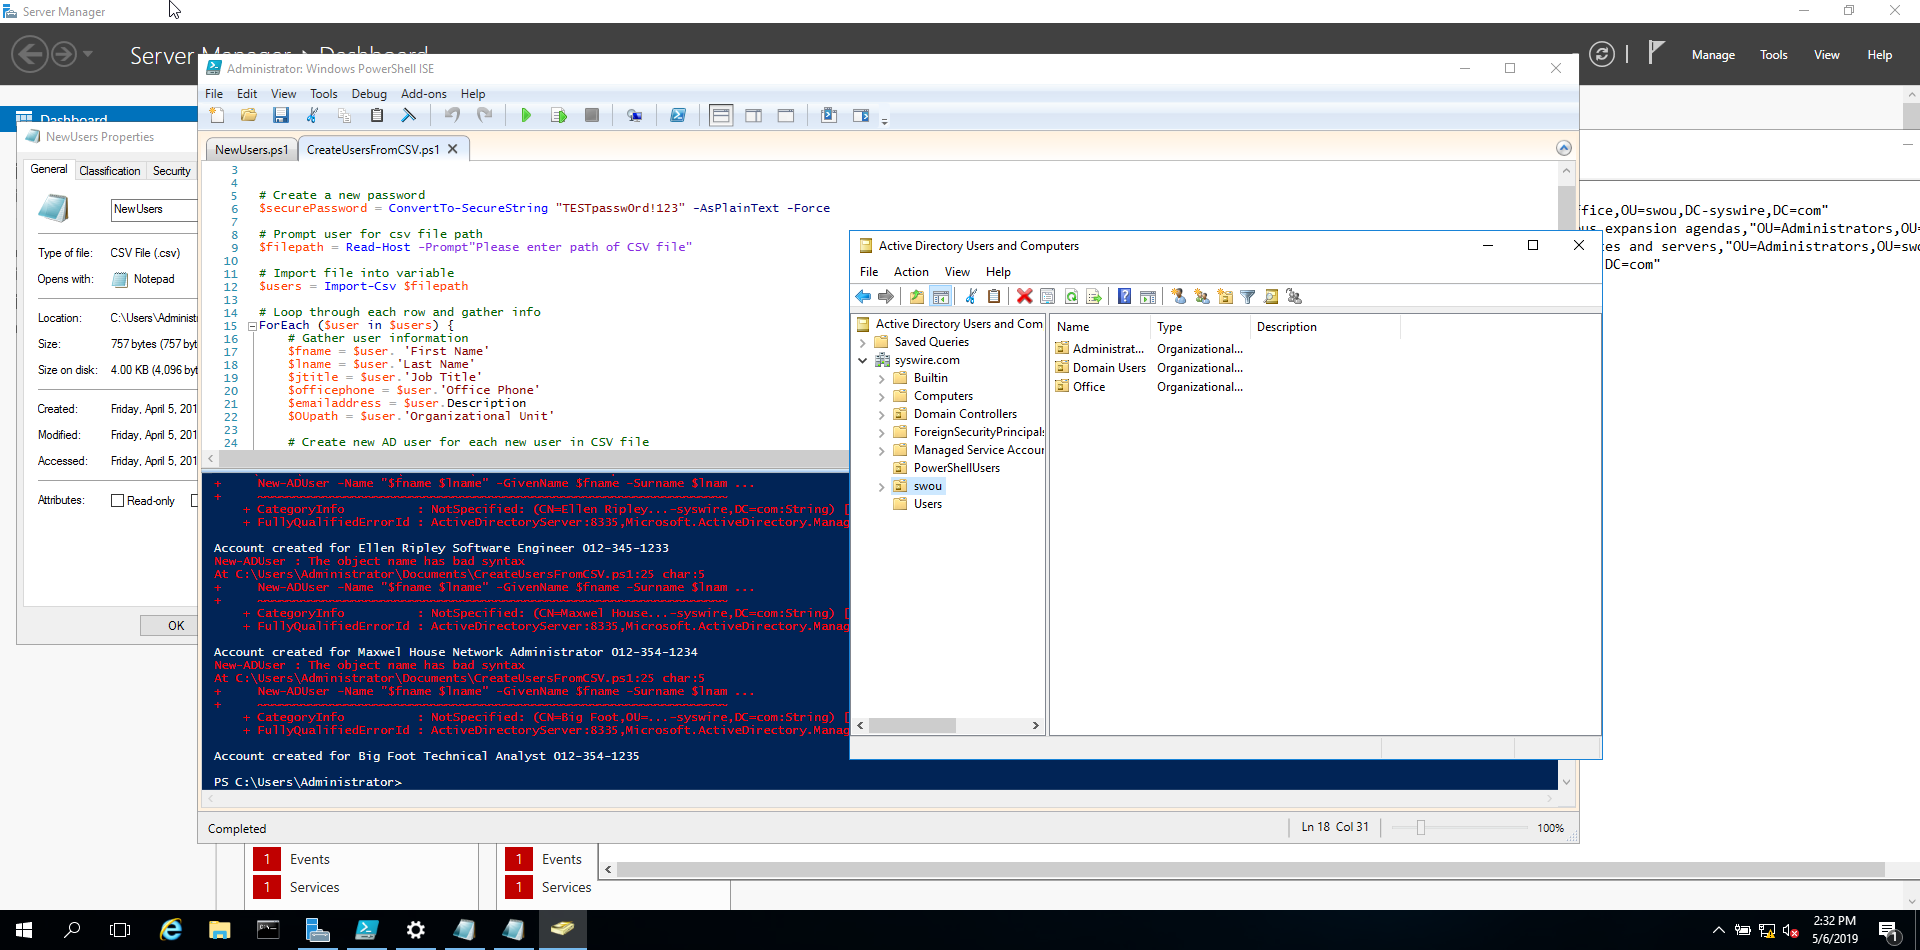 Server Manager
Server Manager › Dashboard
Manage
Tools
View
Help
Dashboard
NewUsers Properties
General
Classification
Security
NewUsers
Type of file:
CSV File (.csv)
Opens with:
Notepad
Location:
C:\Users\Administ
Size:
757 bytes (757 byt
Size on disk:
4.00 KB (4,096 byt
Created:
Friday, April 5, 201
Modified:
Friday, April 5, 201
Accessed:
Friday, April 5, 201
Attributes:
Read-only
OK
Administrator: Windows PowerShell ISE
File Edit View Tools Debug Add-ons Help
NewUsers.ps1
CreateUsersFromCSV.ps1
3
4
5 # Create a new password
6 $securePassword = ConvertTo-SecureString "TESTpassw0rd!123" -AsPlainText -Force
7
8 # Prompt user for csv file path
9 $filepath = Read-Host -Prompt"Please enter path of CSV file"
10
11 # Import file into variable
12 $users = Import-Csv $filepath
13
14 # Loop through each row and gather info
15 ForEach ($user in $users) {
16 # Gather user information
17 $fname = $user. 'First Name'
18 $lname = $user.'Last Name'
19 $jtitle = $user.'Job Title'
20 $officephone = $user.'Office Phone'
21 $emailaddress = $user.Description
22 $OUpath = $user.'Organizational Unit'
23
24 # Create new AD user for each new user in CSV file
+ New-ADUser -Name "$fname $lname" -GivenName $fname -Surname $lnam ...
+ ~~~~~~~~~~~~~~~~~~~~~~~~~~~~~~~~~~~~~~~~~~~~~~~~~~~~~~~~~~~~~~~~~
+ CategoryInfo : NotSpecified: (CN=Ellen Ripley...-syswire,DC=com:String) [
+ FullyQualifiedErrorId : ActiveDirectoryServer:8335,Microsoft.ActiveDirectory.Manag
Account created for Ellen Ripley Software Engineer 012-345-1233
New-ADUser : The object name has bad syntax
At C:\Users\Administrator\Documents\CreateUsersFromCSV.ps1:25 char:5
+ New-ADUser -Name "$fname $lname" -GivenName $fname -Surname $lnam ...
+ ~~~~~~~~~~~~~~~~~~~~~~~~~~~~~~~~~~~~~~~~~~~~~~~~~~~~~~~~~~~~~~~~~
+ CategoryInfo : NotSpecified: (CN=Maxwel House...-syswire,DC=com:String) [
+ FullyQualifiedErrorId : ActiveDirectoryServer:8335,Microsoft.ActiveDirectory.Manag
Account created for Maxwel House Network Administrator 012-354-1234
New-ADUser : The object name has bad syntax
At C:\Users\Administrator\Documents\CreateUsersFromCSV.ps1:25 char:5
+ New-ADUser -Name "$fname $lname" -GivenName $fname -Surname $lnam ...
+ ~~~~~~~~~~~~~~~~~~~~~~~~~~~~~~~~~~~~~~~~~~~~~~~~~~~~~~~~~~~~~~~~~
+ CategoryInfo : NotSpecified: (CN=Big Foot,OU=...-syswire,DC=com:String) [
+ FullyQualifiedErrorId : ActiveDirectoryServer:8335,Microsoft.ActiveDirectory.Manag
Account created for Big Foot Technical Analyst 012-354-1235
PS C:\Users\Administrator>
Completed
Ln 18 Col 31
100%
Active Directory Users and Computers
File Action View Help
Active Directory Users and Com
Saved Queries
syswire.com
Builtin
Computers
Domain Controllers
ForeignSecurityPrincipals
Managed Service Accour
PowerShellUsers
swou
Users
Name Type Description
Administrat... Organizational...
Domain Users Organizational...
Office Organizational...
ffice,OU=swou,DC-syswire,DC=com"
us expansion agendas,"OU=Administrators,OU=
es and servers,"OU=Administrators,OU=swo
DC=com"
1 Events
1 Services
1 Events
1 Services
2:32 PM
5/6/2019
1